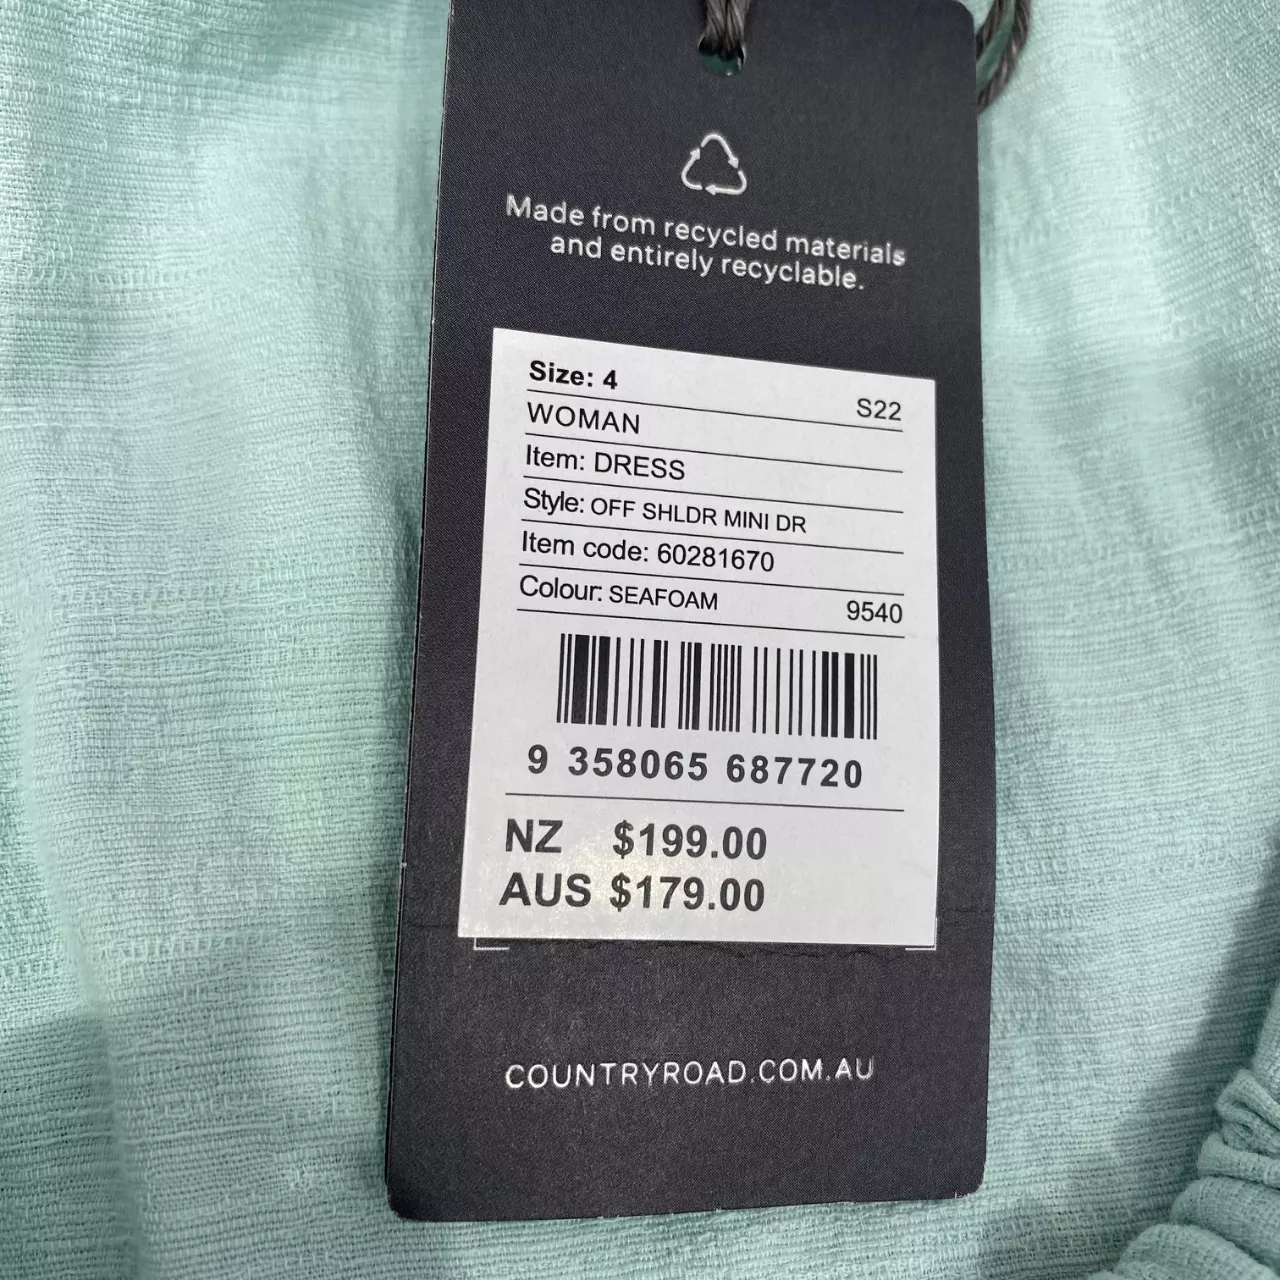 Made from recycled materials
and entirely recyclable.
Size: 4
S22
WOMAN
Item: DRESS
Style: OFF SHLDR MINI DR
Item code: 60281670
Colour: SEAFOAM 9540
9 358065 687720
NZ $199.00
AUS $179.00
COUNTRYROAD.COM.AU